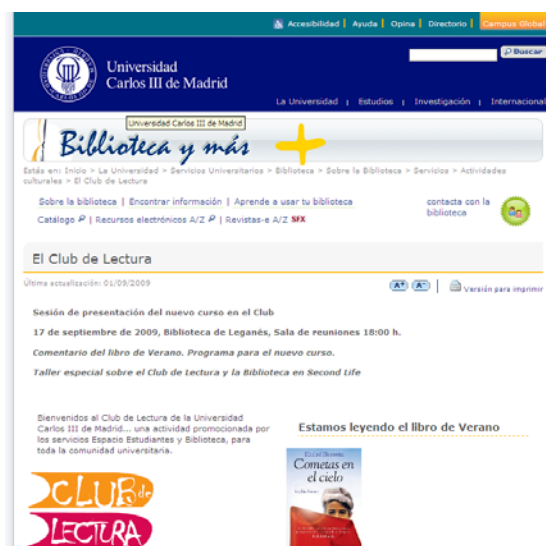 Accesibilidad | Ayuda | Opina | Directorio | Campus Global
Universidad
Carlos III de Madrid
Buscar
La Universidad | Estudios | Investigación | Internacional
Universidad Carlos III de Madrid
Biblioteca y más
Estás en: Inicio > La Universidad > Servicios Universitarios > Biblioteca > Sobre la Biblioteca > Servicios > Actividades
culturales > El Club de Lectura
Sobre la biblioteca | Encontrar información | Aprende a usar tu biblioteca
contacta con la
biblioteca
Catálogo | Recursos electrónicos A/Z | Revistas-e A/Z SFX
El Club de Lectura
Última actualización: 01/09/2009
A+ A- | Versión para imprimir
Sesión de presentación del nuevo curso en el Club
17 de septiembre de 2009, Biblioteca de Leganés, Sala de reuniones 18:00 h.
Comentario del libro de Verano. Programa para el nuevo curso.
Taller especial sobre el Club de Lectura y la Biblioteca en Second Life
Bienvenidos al Club de Lectura de la Universidad
Carlos III de Madrid... una actividad promocionada por
los servicios Espacio Estudiantes y Biblioteca, para
toda la comunidad universitaria.
CLUB de
LECTURA
Estamos leyendo el libro de Verano
Cometas en
el cielo